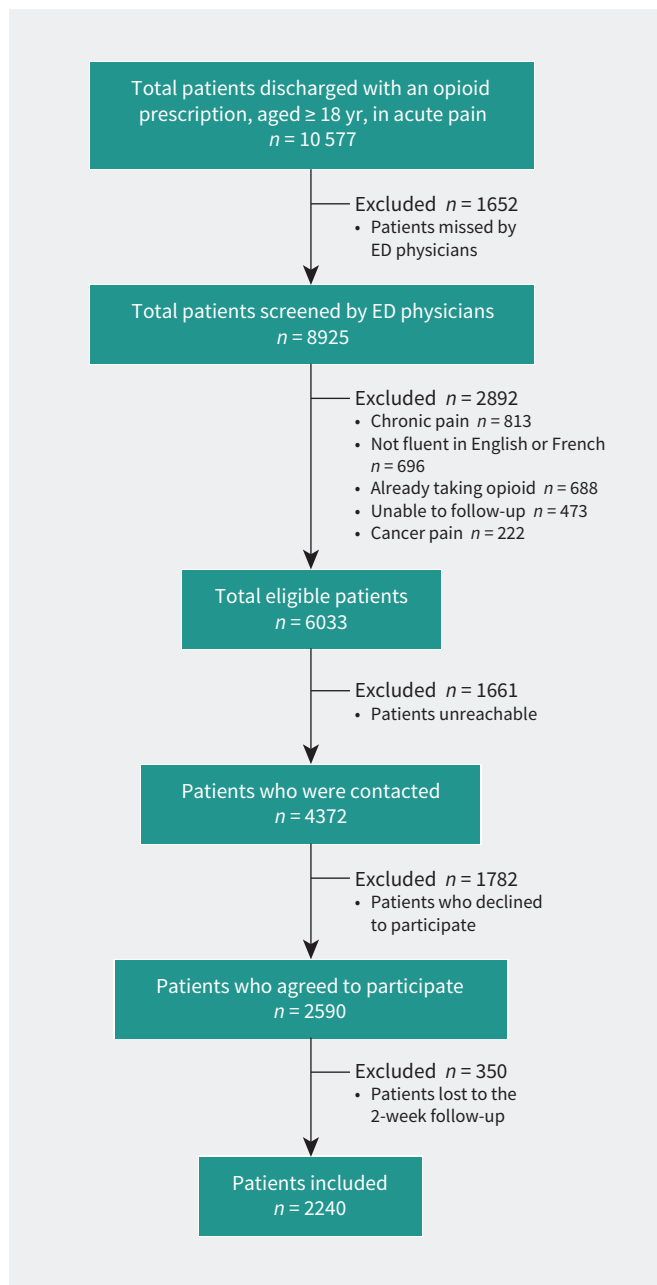 Total patients discharged with an opioid
prescription, aged ≥ 18 yr, in acute pain
n = 10 577
Excluded n = 1652
• Patients missed by
ED physicians
Total patients screened by ED physicians
n = 8925
Excluded n = 2892
• Chronic pain n = 813
• Not fluent in English or French
n = 696
• Already taking opioid n = 688
• Unable to follow-up n = 473
• Cancer pain n = 222
Total eligible patients
n = 6033
Excluded n = 1661
• Patients unreachable
Patients who were contacted
n = 4372
Excluded n = 1782
• Patients who declined
to participate
Patients who agreed to participate
n = 2590
Excluded n = 350
• Patients lost to the
2-week follow-up
Patients included
n = 2240